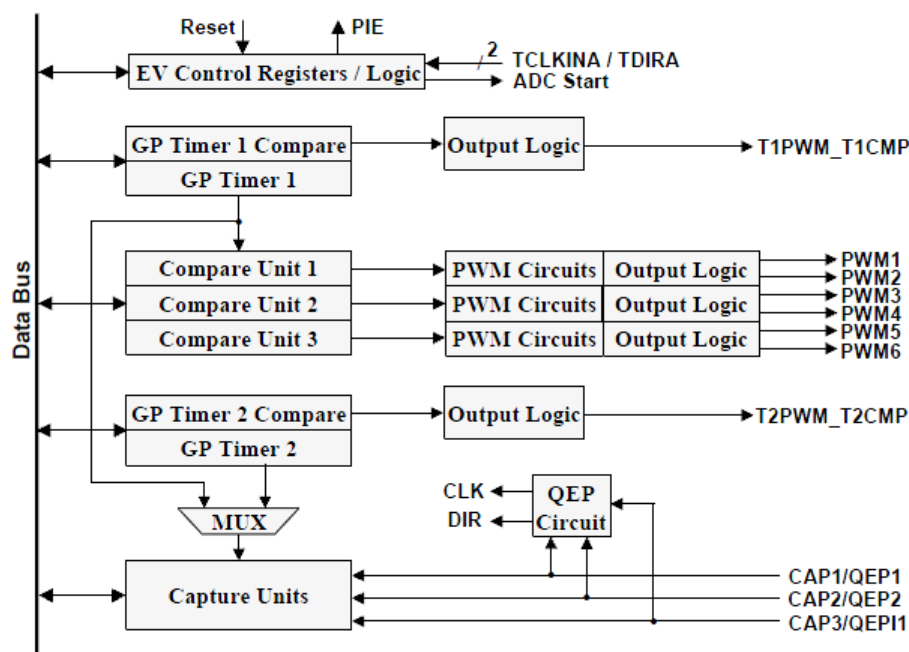 Reset
PIE
2
EV Control Registers / Logic
TCLKINA / TDIRA
ADC Start
GP Timer 1 Compare
Output Logic
T1PWM_T1CMP
GP Timer 1
Data Bus
Compare Unit 1
PWM Circuits
Output Logic
PWM1
PWM2
Compare Unit 2
PWM Circuits
Output Logic
PWM3
PWM4
Compare Unit 3
PWM Circuits
Output Logic
PWM5
PWM6
GP Timer 2 Compare
Output Logic
T2PWM_T2CMP
GP Timer 2
CLK
DIR
QEP
Circuit
MUX
Capture Units
CAP1/QEP1
CAP2/QEP2
CAP3/QEPI1